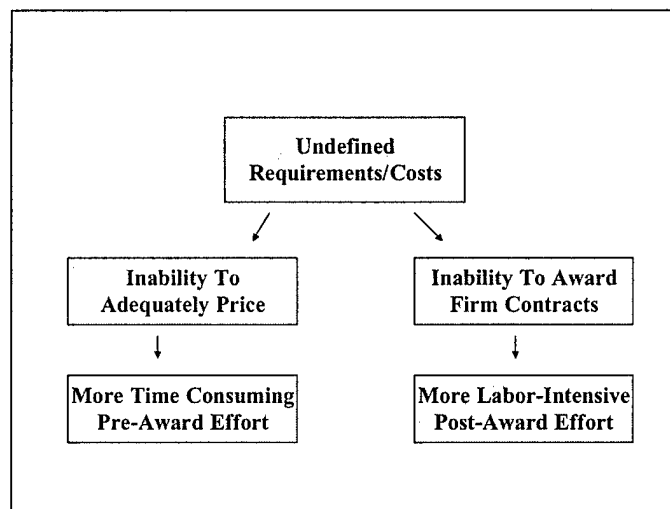 Undefined
Requirements/Costs
Inability To
Adequately Price
Inability To Award
Firm Contracts
More Time Consuming
Pre-Award Effort
More Labor-Intensive
Post-Award Effort